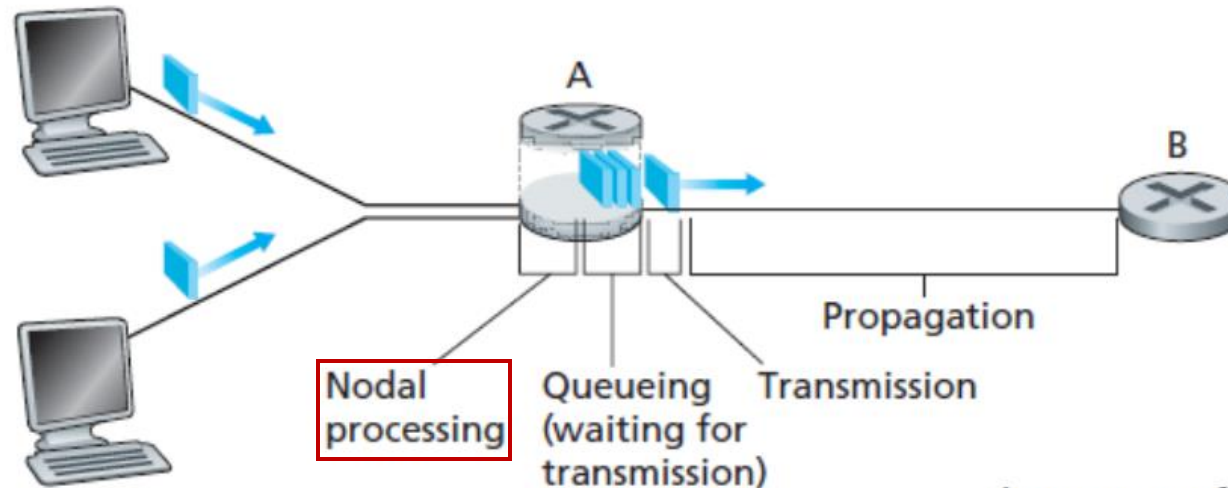 A
B
Propagation
Nodal
processing
Queueing
(waiting for
transmission)
Transmission